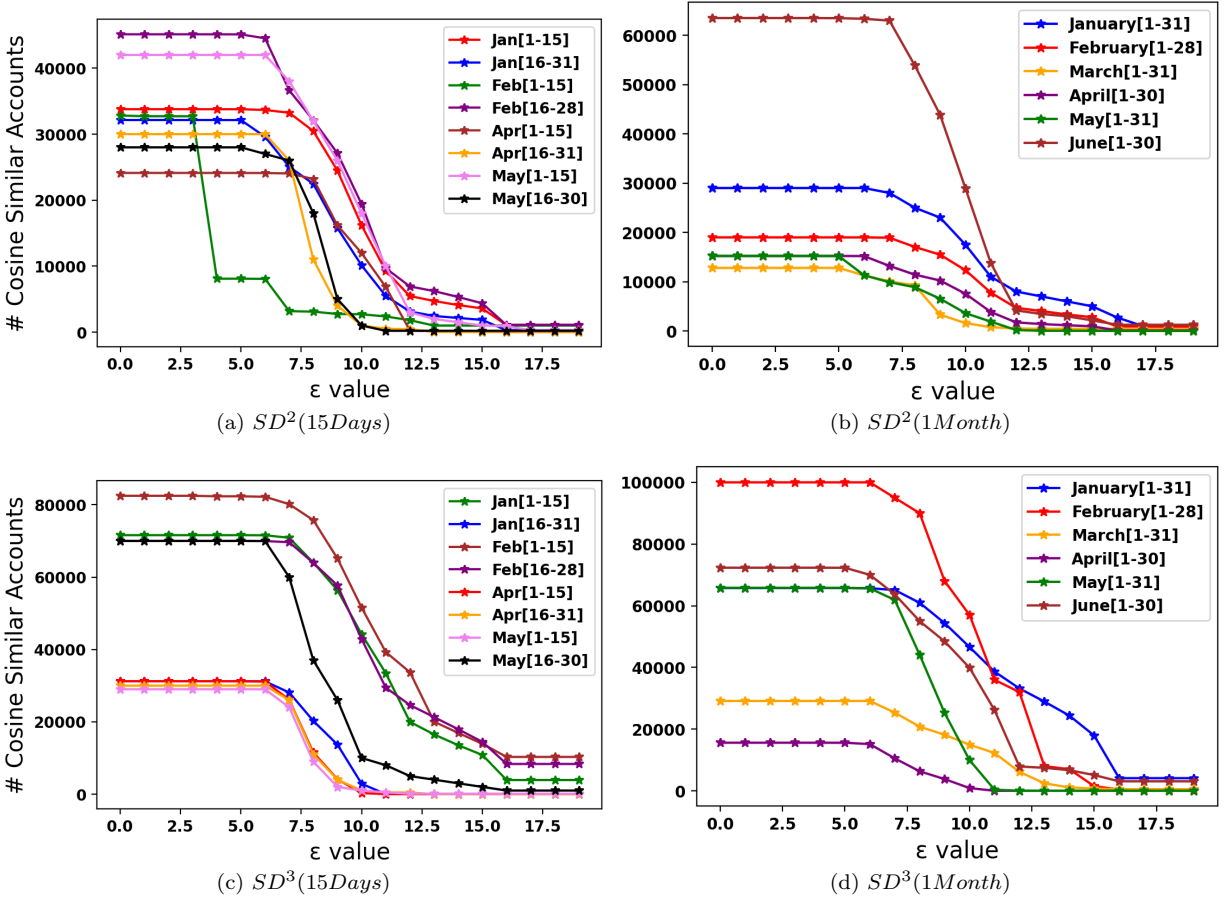 # Cosine Similar Accounts
40000
30000
20000
10000
0
Jan[1-15]
Jan[16-31]
Feb[1-15]
Feb[16-28]
Apr[1-15]
Apr[16-31]
May[1-15]
May[16-30]
0.0 2.5 5.0 7.5 10.0 12.5 15.0 17.5
ε value
(a) SD²(15Days)
60000
50000
40000
30000
20000
10000
0
January[1-31]
February[1-28]
March[1-31]
April[1-30]
May[1-31]
June[1-30]
0.0 2.5 5.0 7.5 10.0 12.5 15.0 17.5
ε value
(b) SD²(1Month)
# Cosine Similar Accounts
80000
60000
40000
20000
0
Jan[1-15]
Jan[16-31]
Feb[1-15]
Feb[16-28]
Apr[1-15]
Apr[16-31]
May[1-15]
May[16-30]
0.0 2.5 5.0 7.5 10.0 12.5 15.0 17.5
ε value
(c) SD³(15Days)
100000
80000
60000
40000
20000
0
January[1-31]
February[1-28]
March[1-31]
April[1-30]
May[1-31]
June[1-30]
0.0 2.5 5.0 7.5 10.0 12.5 15.0 17.5
ε value
(d) SD³(1Month)